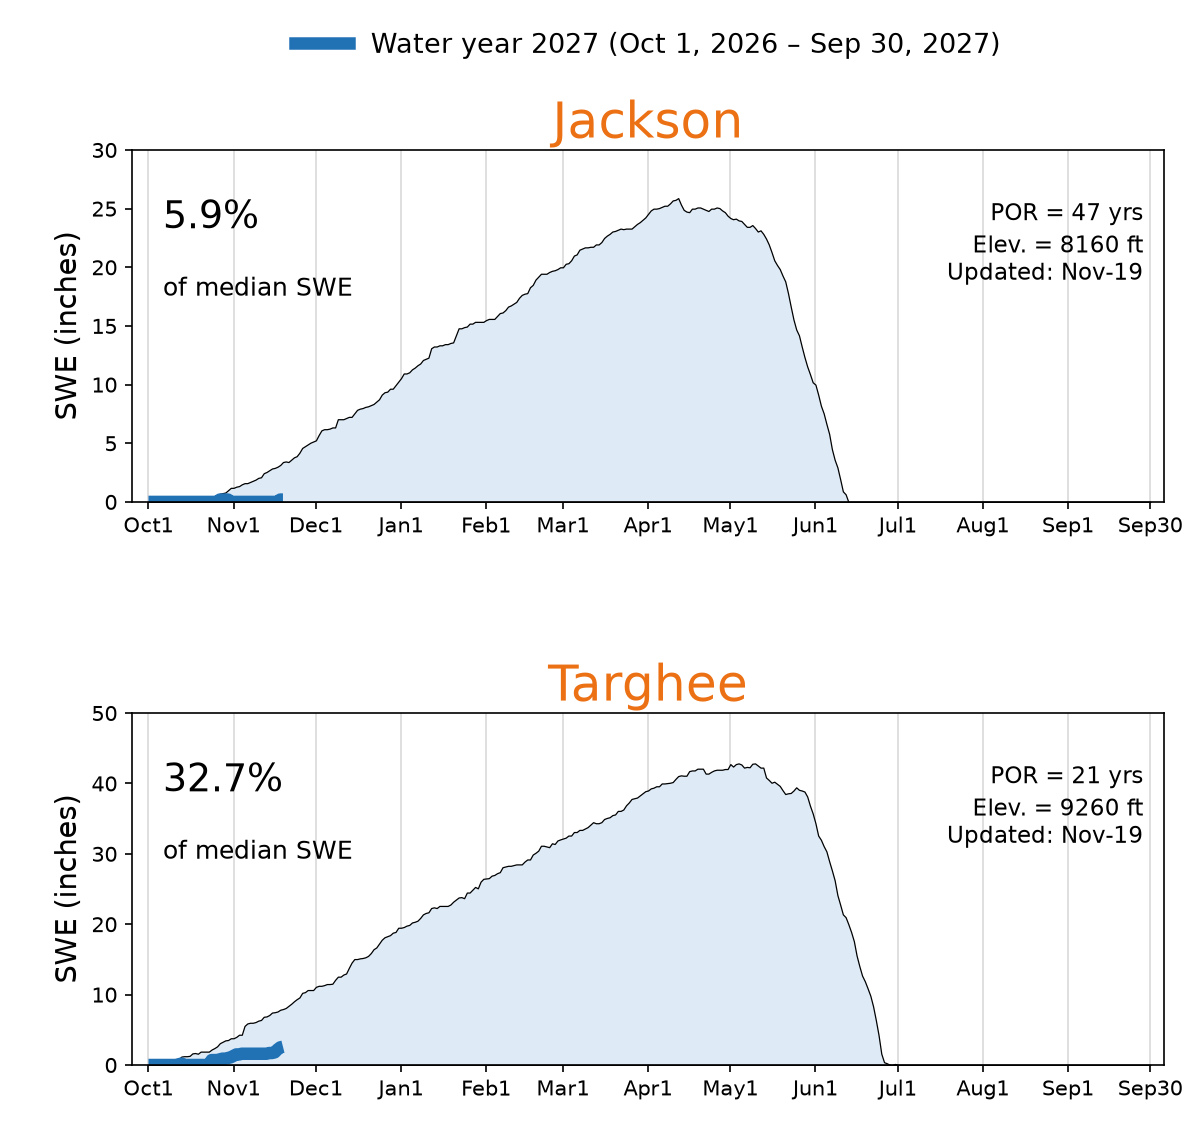 Water year 2027 (Oct 1, 2026 – Sep 30, 2027)
Jackson
30
25
20
15
10
5
0
SWE (inches)
5.9%
of median SWE
POR = 47 yrs
Elev. = 8160 ft
Updated: Nov-19
Oct1 Nov1 Dec1 Jan1 Feb1 Mar1 Apr1 May1 Jun1 Jul1 Aug1 Sep1 Sep30
Targhee
50
40
30
20
10
0
SWE (inches)
32.7%
of median SWE
POR = 21 yrs
Elev. = 9260 ft
Updated: Nov-19
Oct1 Nov1 Dec1 Jan1 Feb1 Mar1 Apr1 May1 Jun1 Jul1 Aug1 Sep1 Sep30